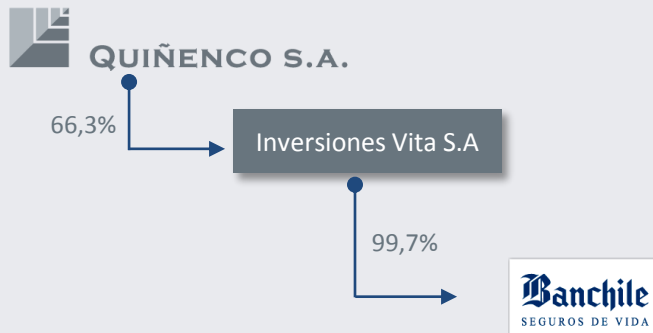 QUIÑENCO S.A.
66,3%
Inversiones Vita S.A
99,7%
Banchile
SEGUROS DE VIDA